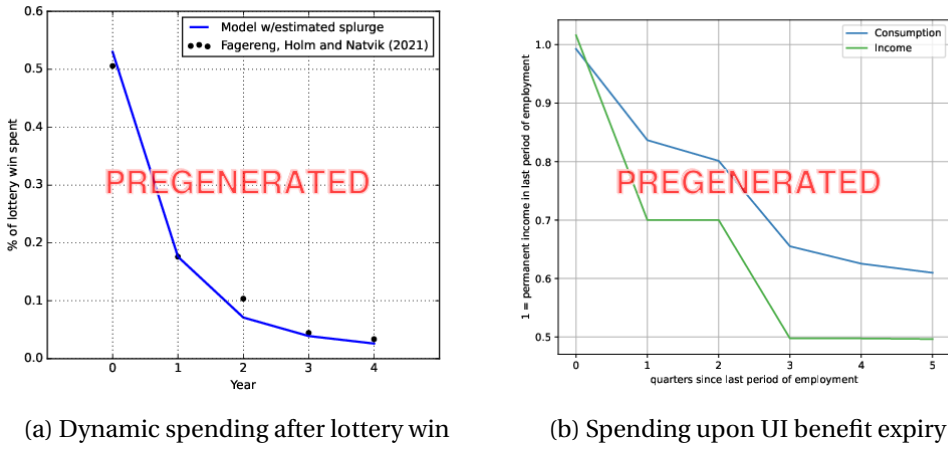 0.6
0.5
0.4
0.3
0.2
0.1
0.0
% of lottery win spent
Model w/estimated splurge
Fagereng, Holm and Natvik (2021)
PREGENERATED
0 1 2 3 4
Year
(a) Dynamic spending after lottery win
1.0
0.9
0.8
0.7
0.6
0.5
1 = permanent income in last period of employment
Consumption
Income
PREGENERATED
0 1 2 3 4 5
quarters since last period of employment
(b) Spending upon UI benefit expiry